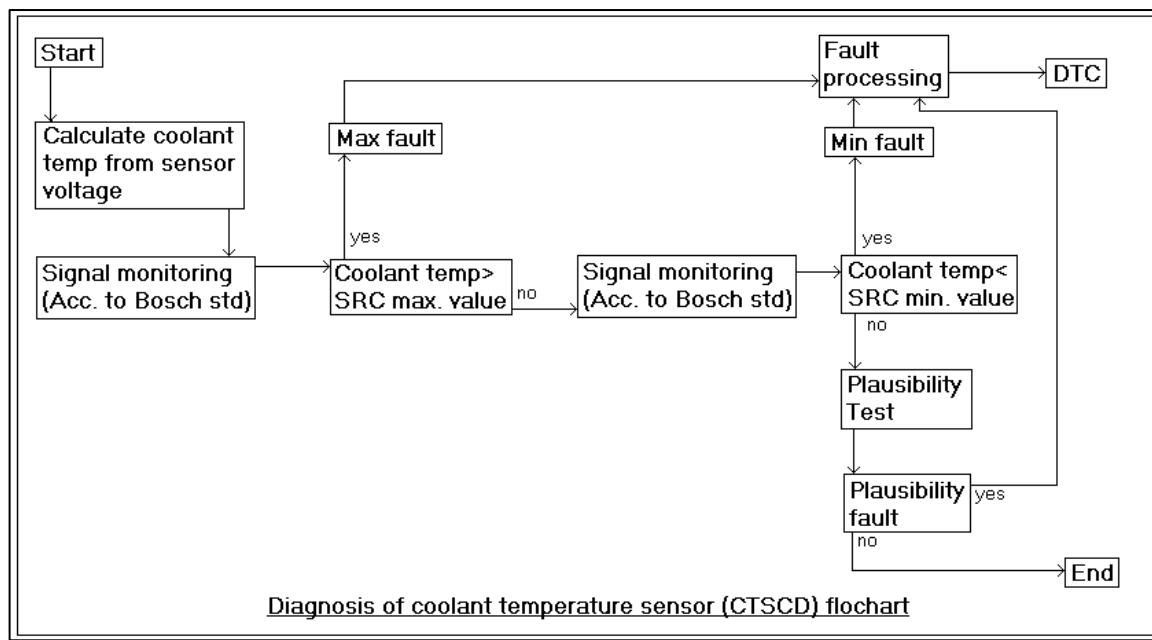 Start
Calculate coolant
temp from sensor
voltage
Signal monitoring
(Acc. to Bosch std)
yes
Max fault
Coolant temp>
SRC max. value
no
Signal monitoring
(Acc. to Bosch std)
Coolant temp<
SRC min. value
yes
Min fault
Fault
processing
DTC
no
Plausibility
Test
Plausibility
fault
yes
no
End
Diagnosis of coolant temperature sensor (CTSCD) flochart